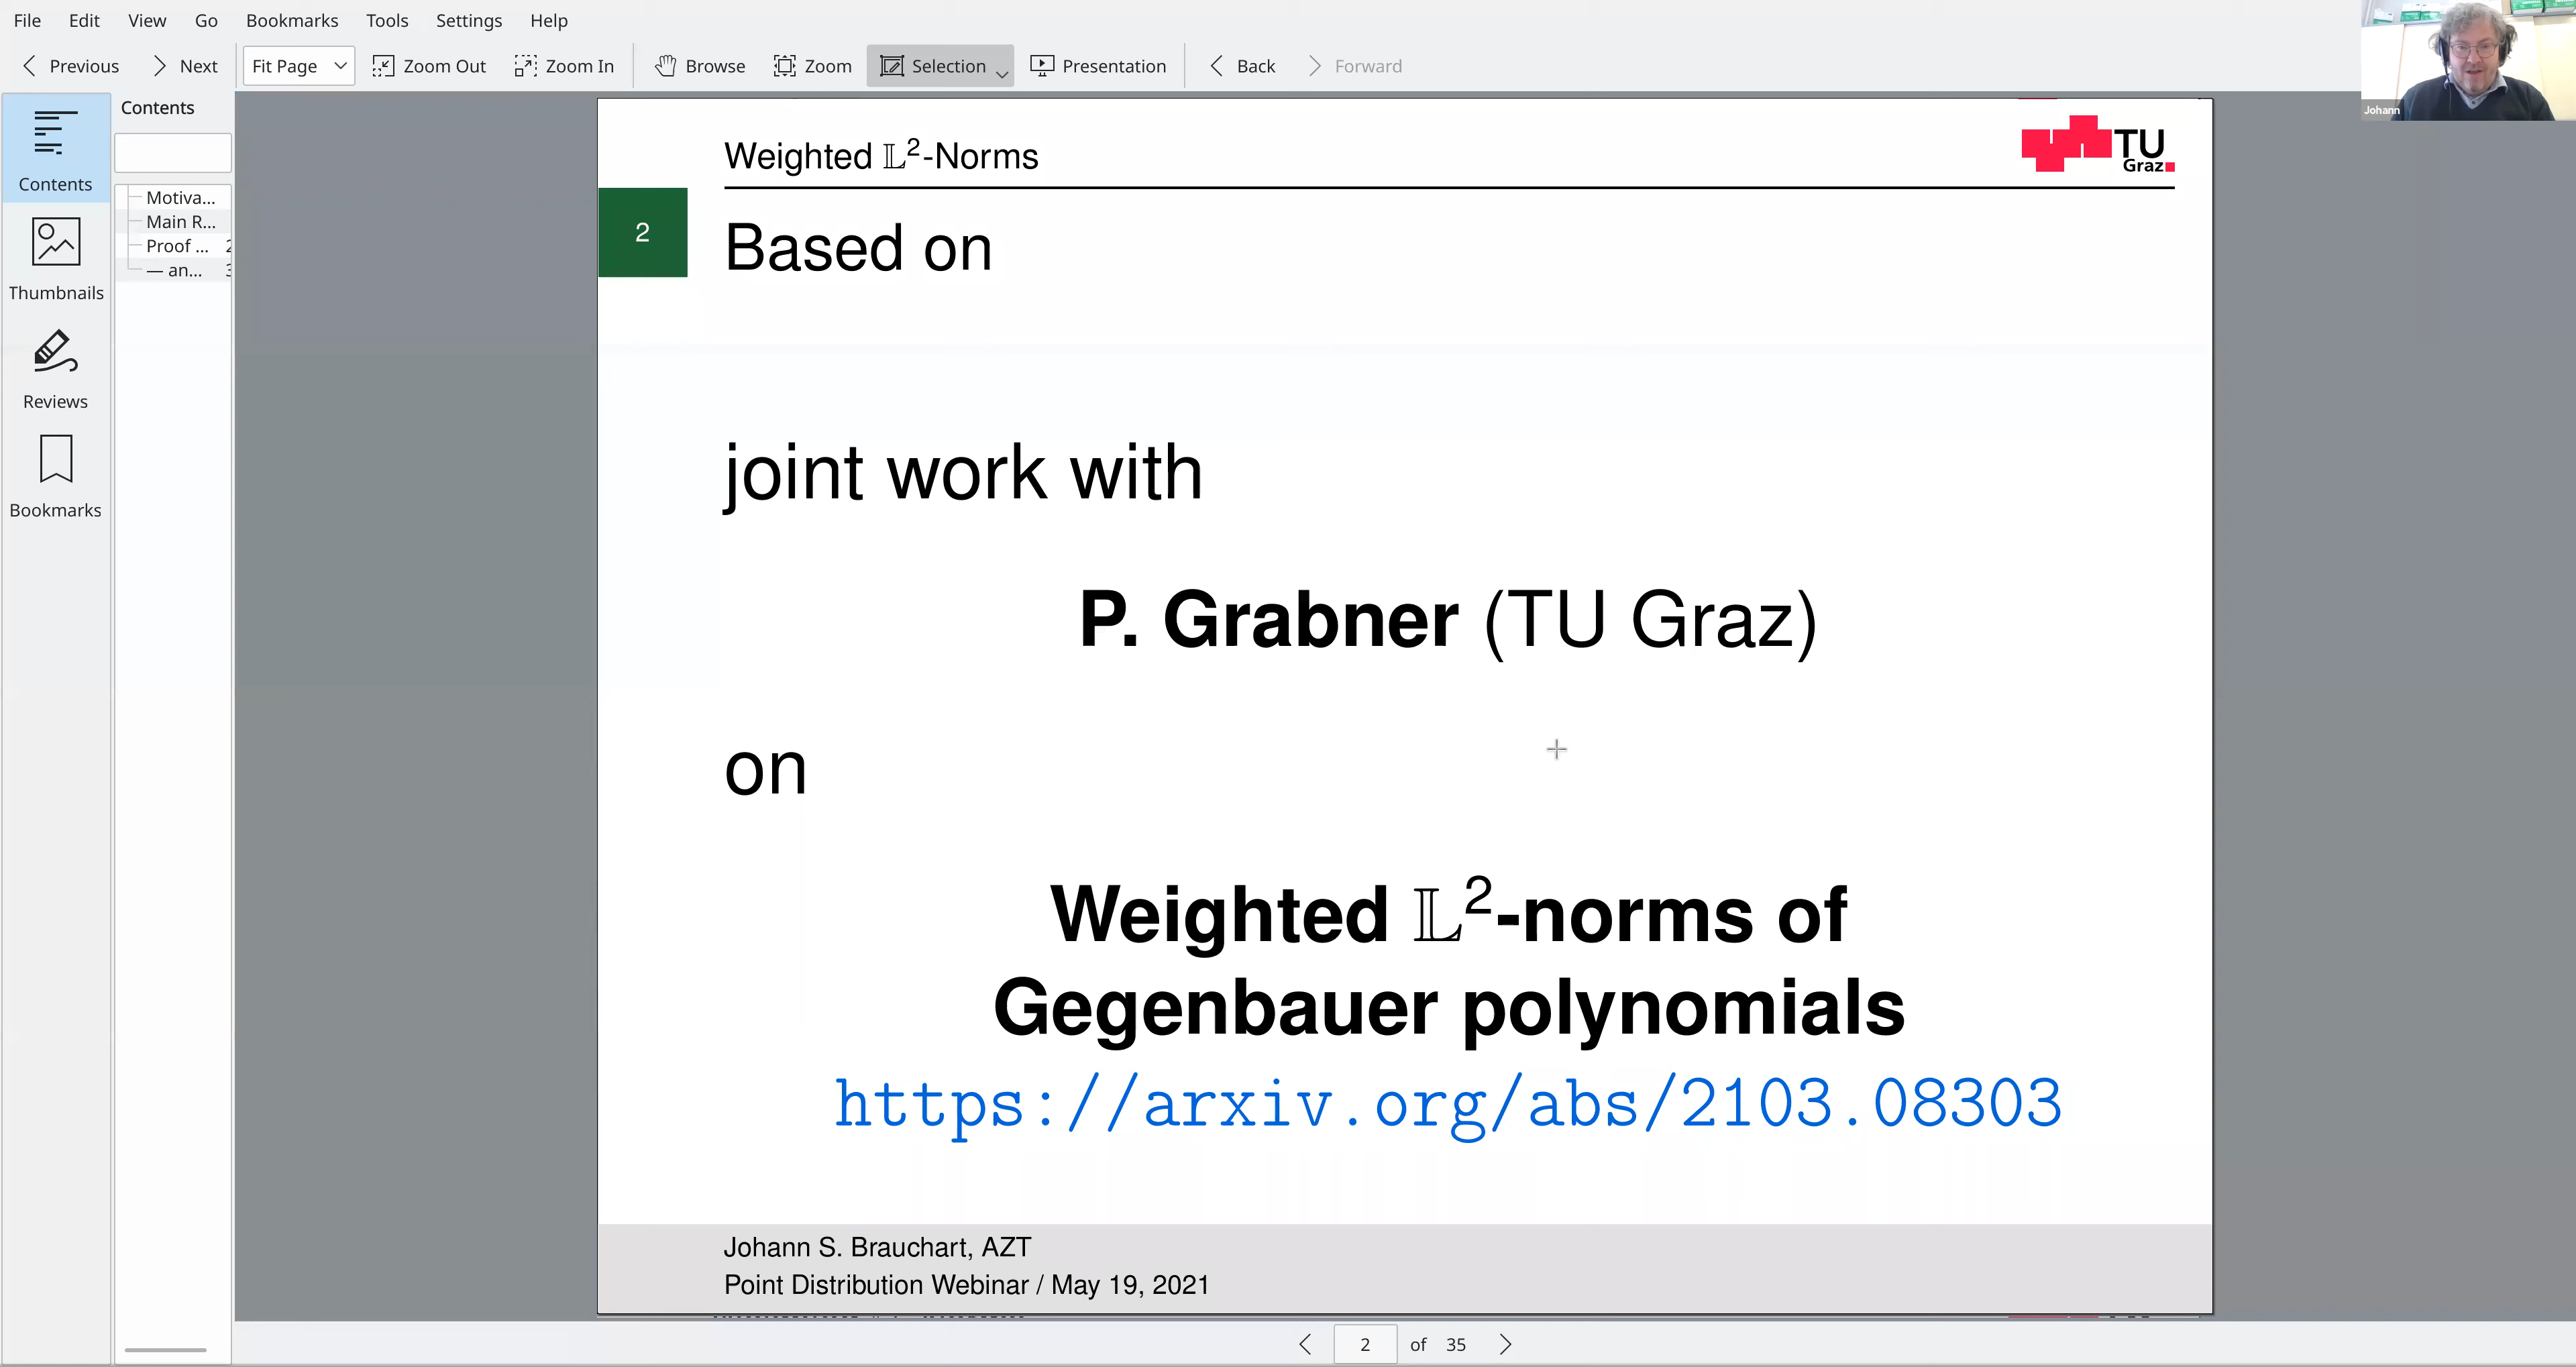 File Edit View Go Bookmarks Tools Settings Help
Previous Next Fit Page Zoom Out Zoom In Browse Zoom Selection Presentation Back Forward
Contents
Thumbnails
Reviews
Bookmarks
Contents
Motiva...
Main R...
Proof ... 2
— an... 3
Johann
Weighted 𝕃²-Norms
TU
Graz
2
Based on
joint work with
P. Grabner (TU Graz)
on
Weighted 𝕃²-norms of
Gegenbauer polynomials
https://arxiv.org/abs/2103.08303
Johann S. Brauchart, AZT
Point Distribution Webinar / May 19, 2021
2 of 35